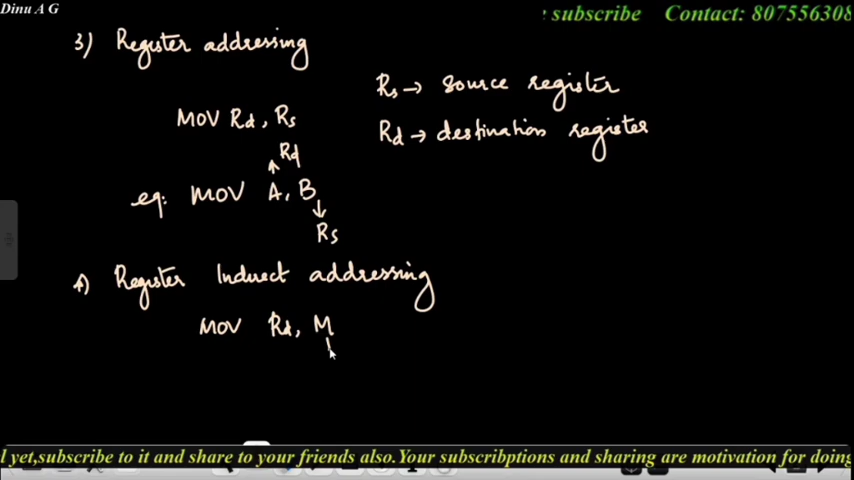 Dinu A G
subscribe Contact: 807556308
3) Register addressing
Rs → source register
MOV Rd, Rs
Rd → destination register
Rd
eg: MOV A, B
Rs
4) Register Indirect addressing
MOV Rd, M
l yet,subscribe to it and share to your friends also.Your subscribptions and sharing are motivation for doing